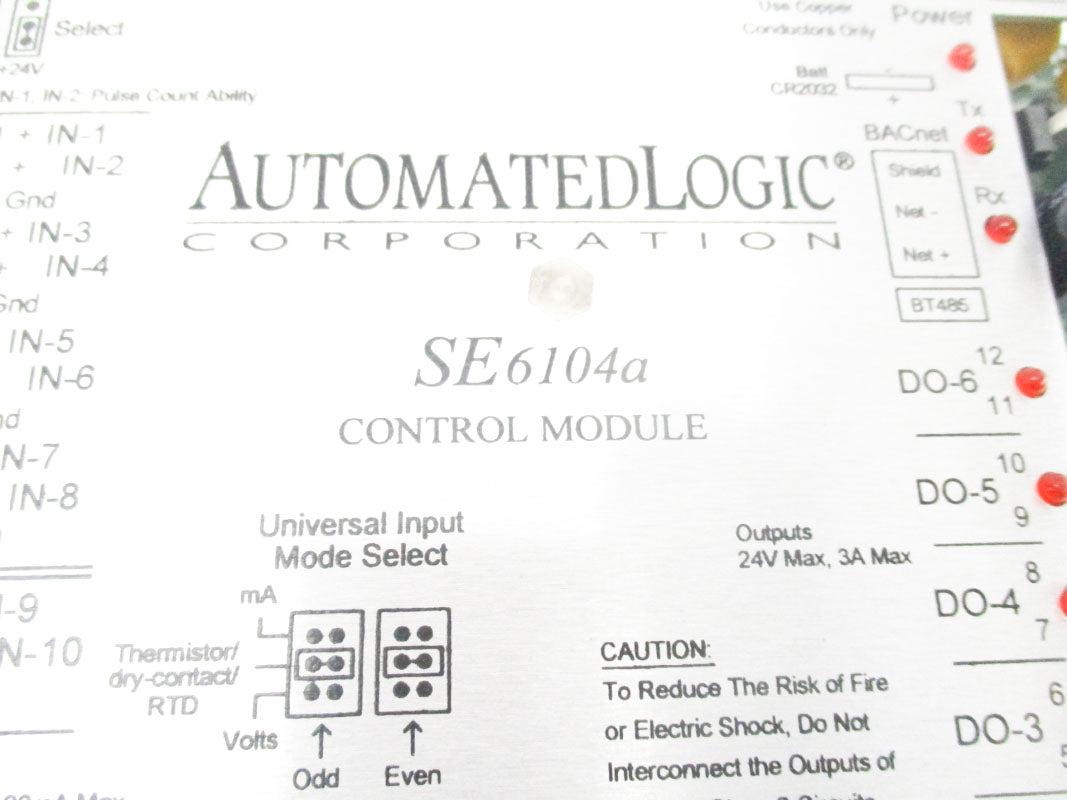 Select
+24V
IN-1, IN-2 Pulse Count Ability
+ IN-1
+ IN-2
Gnd
+ IN-3
+ IN-4
Gnd
IN-5
IN-6
IN-7
IN-8
-9
IN-10
Use Copper
Conductors Only
Power
Batt
CR2032
-
+
Tx
BACnet
Shield
Rx
Net -
Net +
BT485
AUTOMATEDLOGIC®
CORPORATION
SE6104a
CONTROL MODULE
12
DO-6
11
10
DO-5
9
8
DO-4
7
6
DO-3
5
Outputs
24V Max, 3A Max
Universal Input
Mode Select
mA
Thermistor/
dry-contact/
RTD
Volts
Odd
Even
CAUTION:
To Reduce The Risk of Fire
or Electric Shock, Do Not
Interconnect the Outputs of